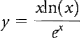 y = xln(x) / e^x